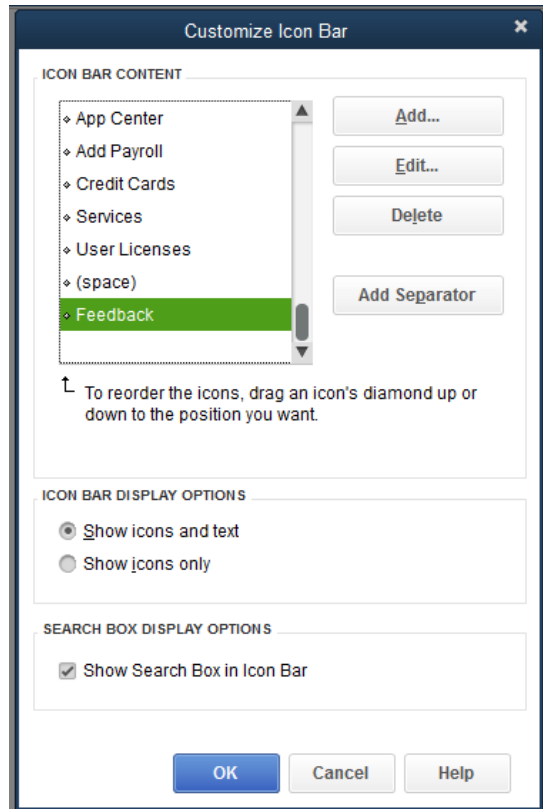 Customize Icon Bar
ICON BAR CONTENT
App Center
Add Payroll
Credit Cards
Services
User Licenses
(space)
Feedback
Add...
Edit...
Delete
Add Separator
To reorder the icons, drag an icon's diamond up or
down to the position you want.
ICON BAR DISPLAY OPTIONS
Show icons and text
Show icons only
SEARCH BOX DISPLAY OPTIONS
Show Search Box in Icon Bar
OK
Cancel
Help